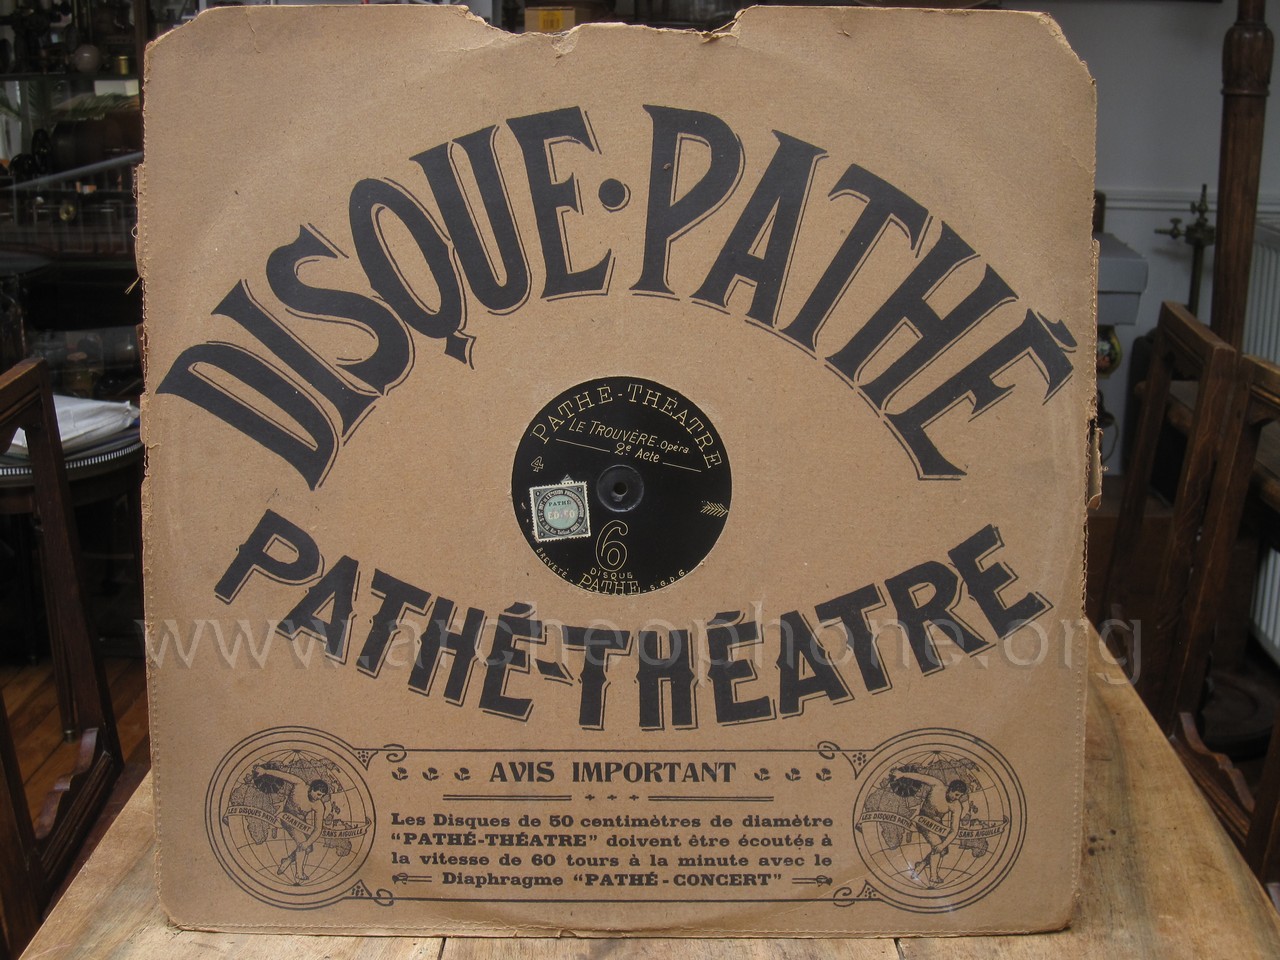 DISQUE·PATHÉ
PATHÉ-THÉATRE
LE TROUVÈRE. Opéra.
2e Acte
4
PATHÉ
6
BREVETÉ - DISQUE - S.G.D.G.
PATHE
PATHÉ-THÉATRE
www.archeophone.org
AVIS IMPORTANT
Les Disques de 50 centimètres de diamètre
"PATHÉ-THÉATRE" doivent être écoutés à
la vitesse de 60 tours à la minute avec le
Diaphragme "PATHÉ-CONCERT"
LES DISQUES PATHÉ CHANTENT SANS AIGUILLE
LES DISQUES PATHÉ CHANTENT SANS AIGUILLE